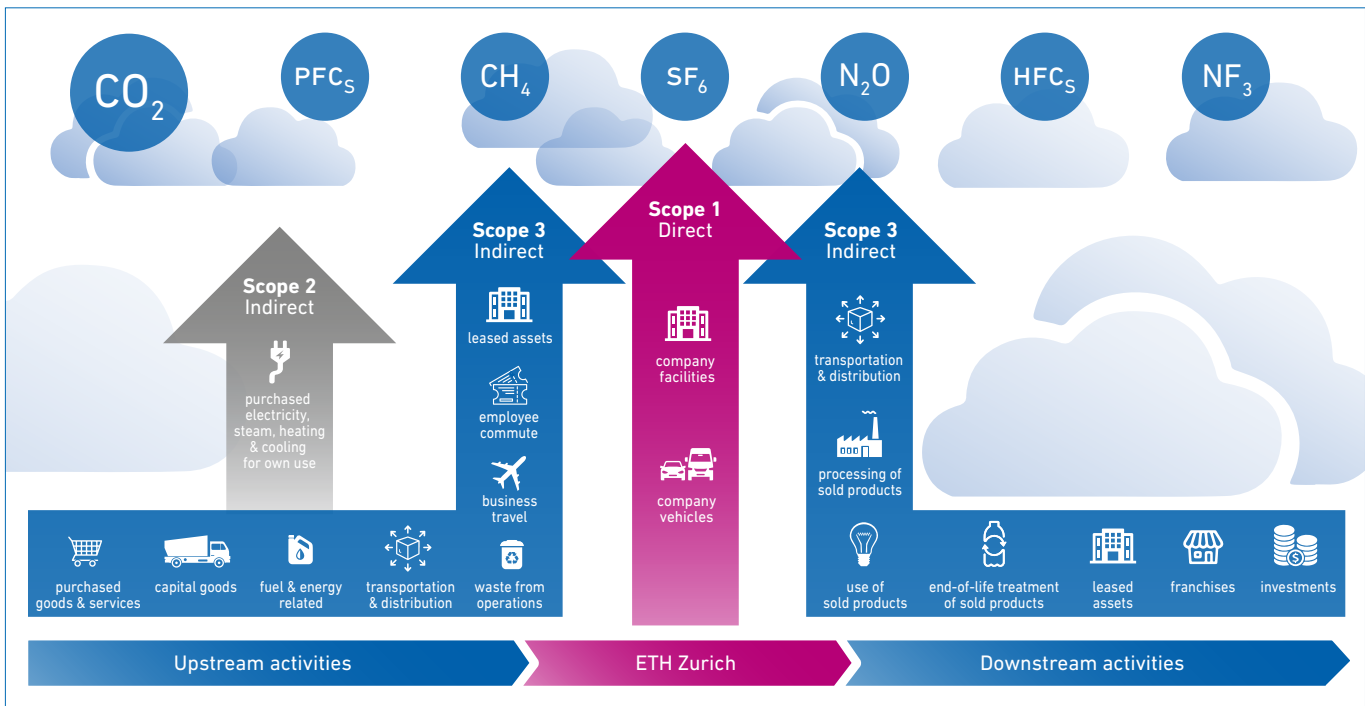 CO2
PFCS
CH4
SF6
N2O
HFCS
NF3
Scope 2
Indirect
purchased
electricity,
steam, heating
& cooling
for own use
Scope 3
Indirect
leased assets
employee
commute
business
travel
purchased
goods & services
capital goods
fuel & energy
related
transportation
& distribution
waste from
operations
Scope 1
Direct
company
facilities
company
vehicles
Scope 3
Indirect
transportation
& distribution
processing of
sold products
use of
sold products
end-of-life treatment
of sold products
leased
assets
franchises
$
investments
Upstream activities
ETH Zurich
Downstream activities